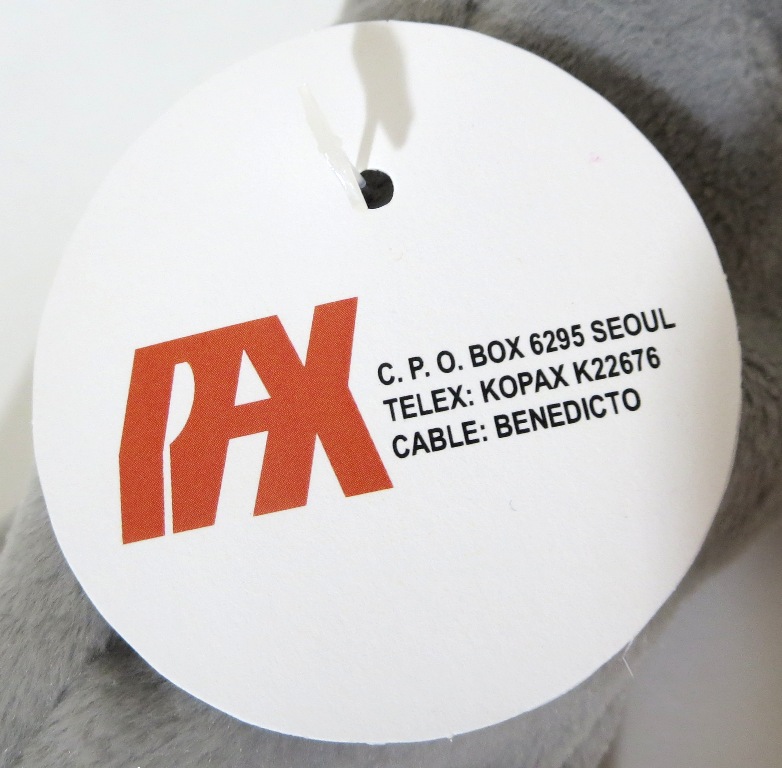 PAX
C. P. O. BOX 6295 SEOUL
TELEX: KOPAX K22676
CABLE: BENEDICTO